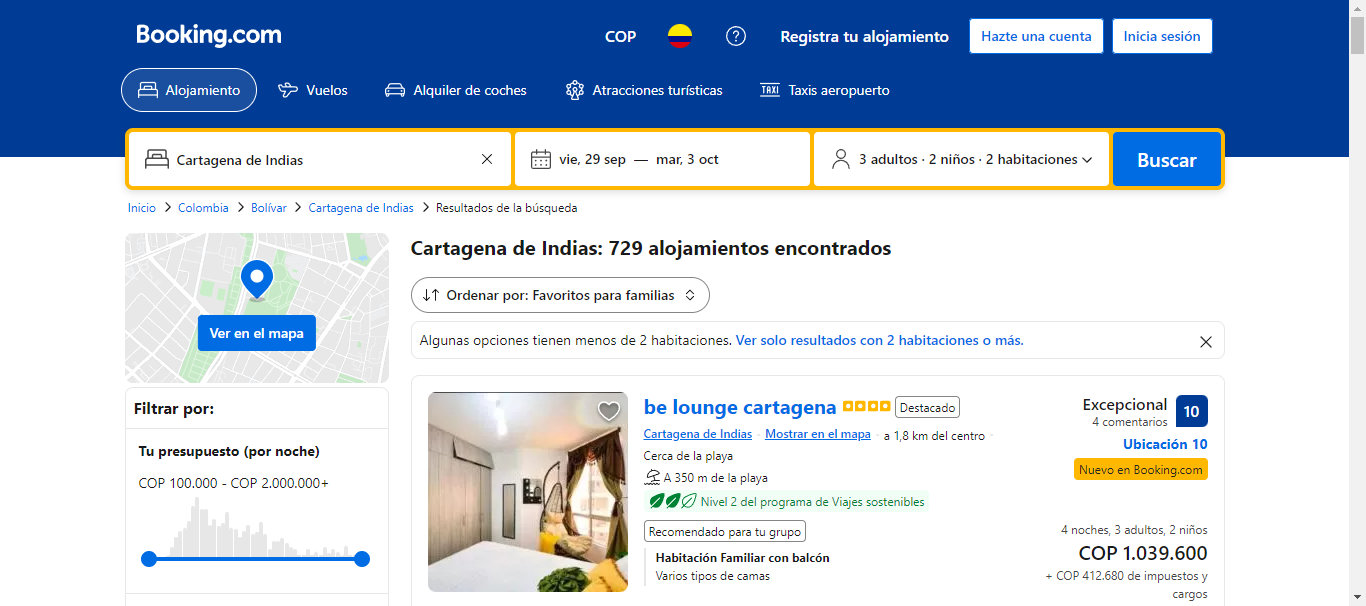 Booking.com
COP
Registra tu alojamiento
Hazte una cuenta
Inicia sesión
Alojamiento
Vuelos
Alquiler de coches
Atracciones turísticas
TAXI
Taxis aeropuerto
Cartagena de Indias
vie, 29 sep — mar, 3 oct
3 adultos · 2 niños · 2 habitaciones
Buscar
Inicio > Colombia > Bolívar > Cartagena de Indias > Resultados de la búsqueda
Ver en el mapa
Filtrar por:
Tu presupuesto (por noche)
COP 100.000 - COP 2.000.000+
Cartagena de Indias: 729 alojamientos encontrados
Ordenar por: Favoritos para familias
Algunas opciones tienen menos de 2 habitaciones. Ver solo resultados con 2 habitaciones o más.
be lounge cartagena
Destacado
Cartagena de Indias · Mostrar en el mapa · a 1,8 km del centro ·
Cerca de la playa
A 350 m de la playa
Nivel 2 del programa de Viajes sostenibles
Recomendado para tu grupo
Habitación Familiar con balcón
Varios tipos de camas
Excepcional
4 comentarios
10
Ubicación 10
Nuevo en Booking.com
4 noches, 3 adultos, 2 niños
COP 1.039.600
+ COP 412.680 de impuestos y
cargos